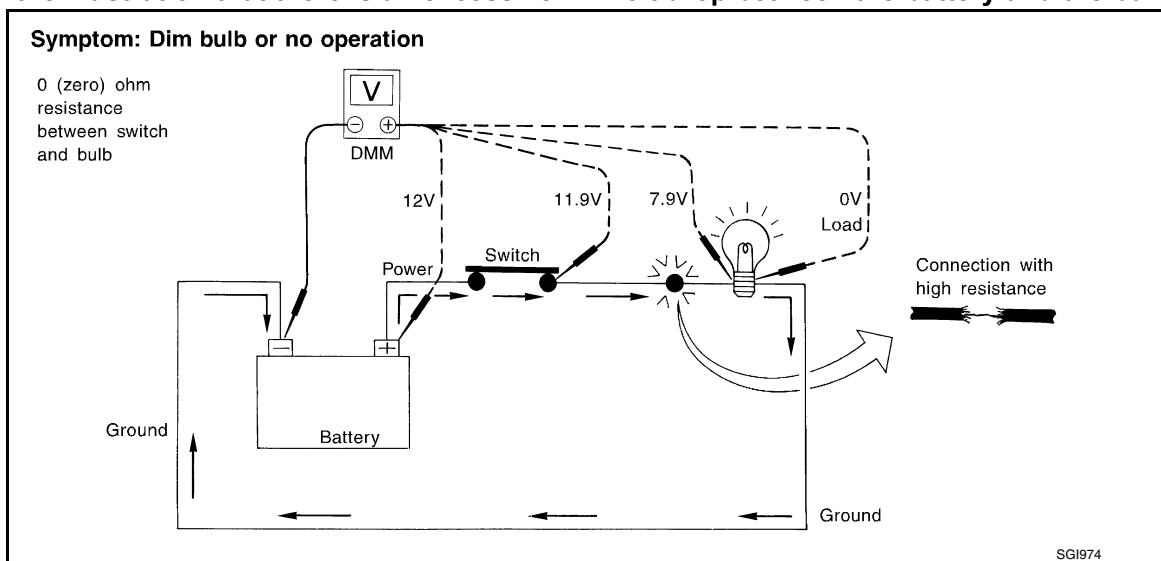 Symptom: Dim bulb or no operation
0 (zero) ohm
resistance
between switch
and bulb
V
− +
DMM
12V
11.9V
7.9V
0V
Load
Switch
Power
Connection with
high resistance
− +
Ground
Battery
Ground
SGI974